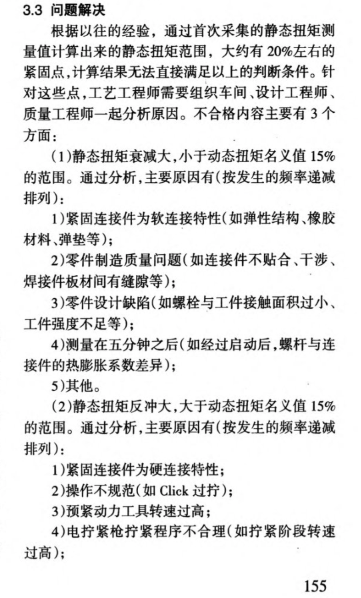 3.3 问题解决
根据以往的经验，通过首次采集的静态扭矩测
量值计算出来的静态扭矩范围，大约有20%左右的
紧固点,计算结果无法直接满足以上的判断条件。针
对这些点,工艺工程师需要组织车间、设计工程师、
质量工程师一起分析原因。不合格内容主要有3个
方面：
(1)静态扭矩衰减大,小于动态扭矩名义值15%
的范围。通过分析,主要原因有(按发生的频率递减
排列)：
1)紧固连接件为软连接特性(如弹性结构、橡胶
材料、弹垫等)；
2)零件制造质量问题(如连接件不贴合、干涉、
焊接件板材间有缝隙等)；
3)零件设计缺陷(如螺栓与工件接触面积过小、
工件强度不足等)；
4)测量在五分钟之后(如经过启动后,螺杆与连
接件的热膨胀系数差异)；
5)其他。
(2)静态扭矩反冲大,大于动态扭矩名义值15%
的范围。通过分析,主要原因有(按发生的频率递减
排列)：
1)紧固连接件为硬连接特性；
2)操作不规范(如Click过拧)；
3)预紧动力工具转速过高；
4)电拧紧枪拧紧程序不合理(如拧紧阶段转速
过高)；
155